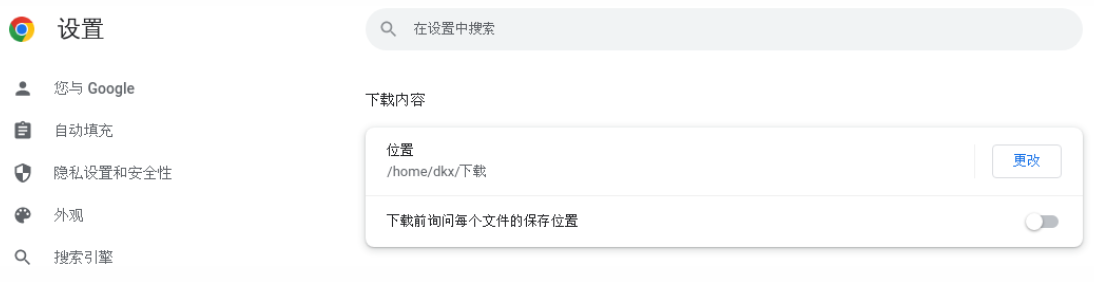 设置
在设置中搜索
您与 Google
自动填充
隐私设置和安全性
外观
搜索引擎
下载内容
位置
/home/dkx/下载
更改
下载前询问每个文件的保存位置